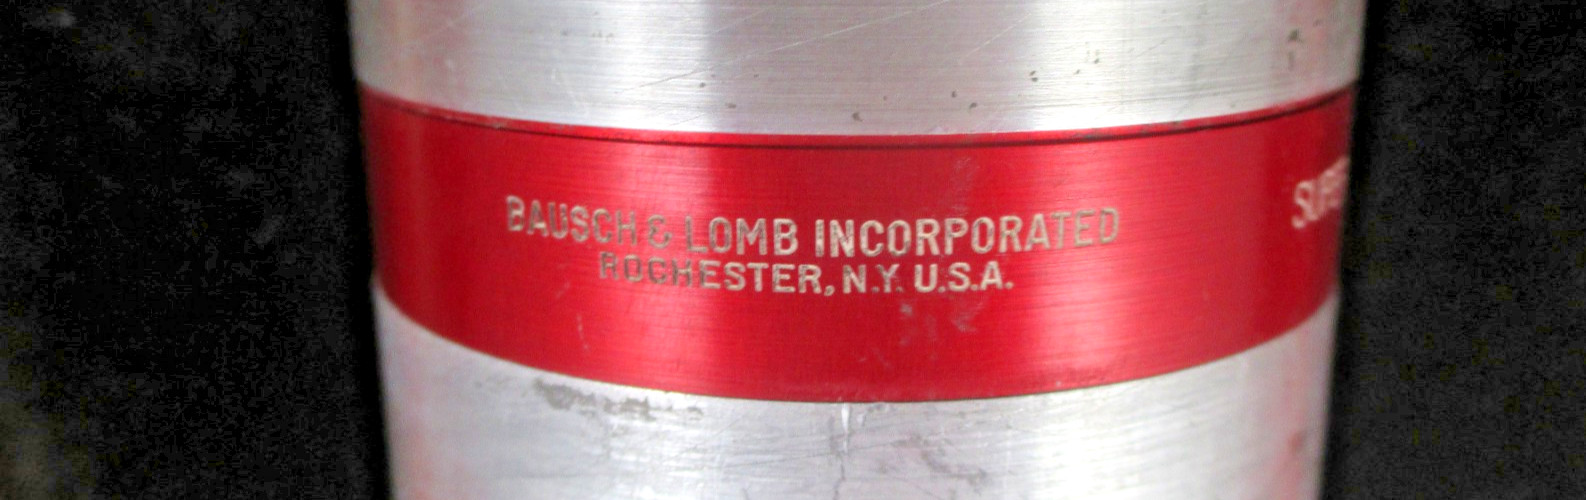 BAUSCH & LOMB INCORPORATED
ROCHESTER, N.Y. U.S.A.